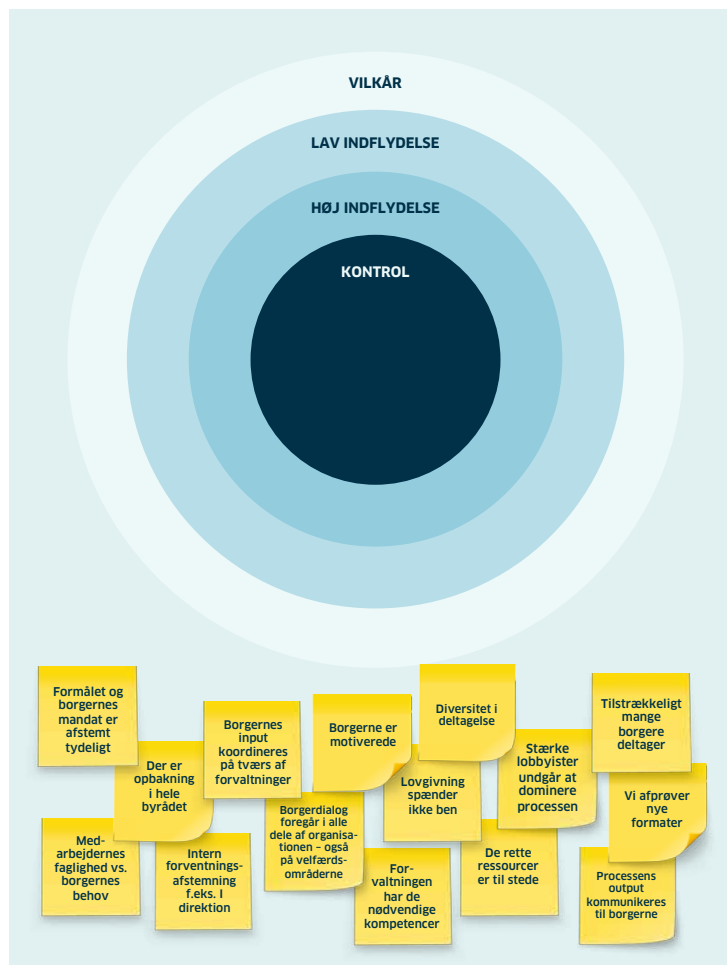 VILKÅR
LAV INDFLYDELSE
HØJ INDFLYDELSE
KONTROL
Formålet og
borgernes
mandat er
afstemt
tydeligt
Der er
opbakning
i hele
byrådet
Borgernes
input
koordineres
på tværs af
forvaltninger
Borgerne er
motiverede
Diversitet i
deltagelse
Stærke
lobbyister
undgår at
dominere
processen
Tilstrækkeligt
mange
borgere
deltager
Lovgivning
spænder
ikke ben
Vi afprøver
nye
formater
Borgerdialog
foregår i alle
dele af organisa-
tionen – også
på velfærds-
områderne
Med-
arbejdernes
faglighed vs.
borgernes
behov
Intern
forventnings-
afstemning
f.eks. I
direktion
For-
valtningen
har de
nødvendige
kompetencer
De rette
ressourcer
er til stede
Processens
output
kommunikeres
til borgerne